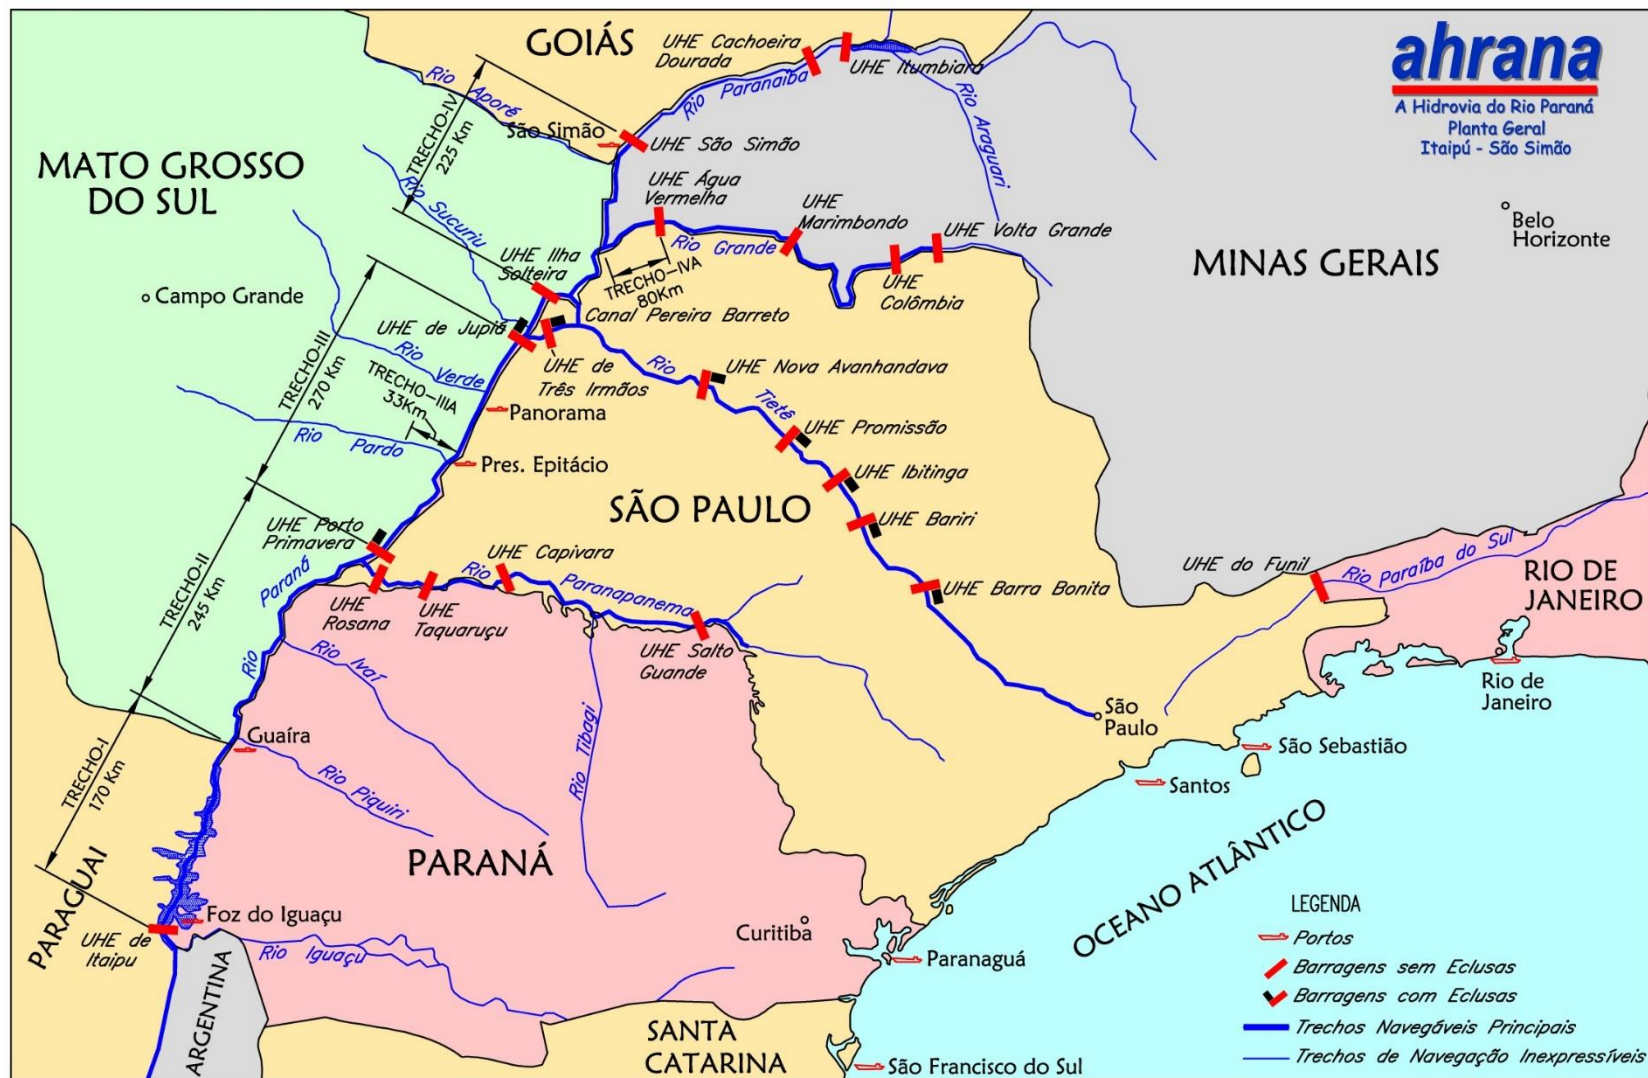 GOIÁS
UHE Cachoeira
Dourada
UHE Itumbiara
Rio Paranaíba
Rio Araguari
ahrana
A Hidrovia do Rio Paraná
Planta Geral
Itaipú - São Simão
Rio
Aporé
TRECHO-IV
225 Km
São Simão
UHE São Simão
MATO GROSSO
DO SUL
Rio
Sucuriu
UHE Água
Vermelha
UHE
Marimbondo
UHE Volta Grande
Rio Grande
Belo
Horizonte
MINAS GERAIS
UHE Ilha
Solteira
TRECHO-IVA
80Km
UHE
Colômbia
Campo Grande
Canal Pereira Barreto
UHE de Jupiá
TRECHO-III
270 Km
Rio
Verde
UHE de
Três Irmãos
Rio
Tietê
UHE Nova Avanhandava
TRECHO-IIIA
33Km
Panorama
UHE Promissão
Rio
Pardo
Pres. Epitácio
UHE Ibitinga
SÃO PAULO
UHE Bariri
UHE Porto
Primavera
UHE Capivara
Rio
Paranapanema
UHE Barra Bonita
UHE do Funil
Rio Paraíba do Sul
RIO DE
JANEIRO
TRECHO-II
245 Km
Rio
Paraná
UHE
Rosana
UHE
Taquaruçu
UHE Salto
Guande
Rio Ivaí
Rio Tibagi
Rio de
Janeiro
São
Paulo
São Sebastião
Santos
Guaíra
TRECHO-I
170 Km
Rio Piquiri
PARANÁ
OCEANO ATLÂNTICO
PARAGUAI
Foz do Iguaçu
UHE de
Itaipu
Rio Iguaçu
Curitiba
Paranaguá
ARGENTINA
SANTA
CATARINA
São Francisco do Sul
LEGENDA
Portos
Barragens sem Eclusas
Barragens com Eclusas
Trechos Navegáveis Principais
Trechos de Navegação Inexpressíveis